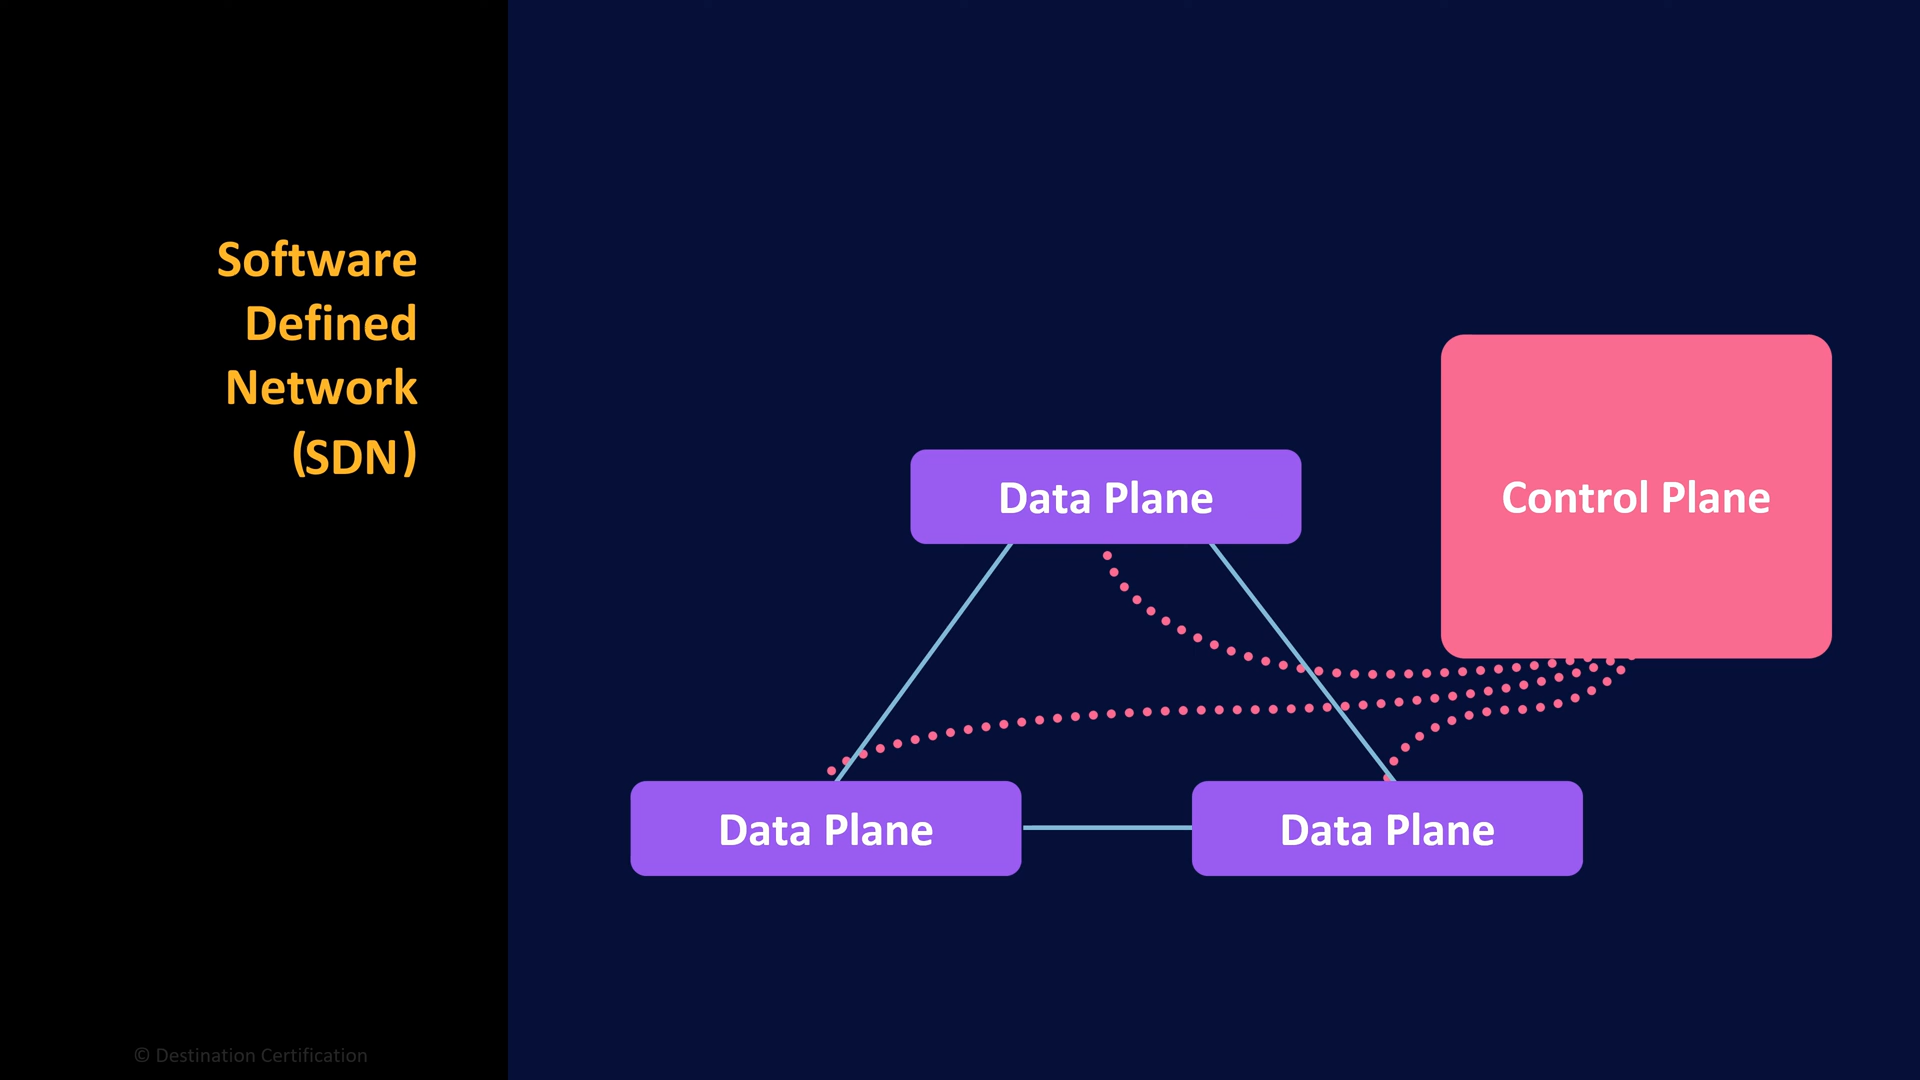 Software
Defined
Network
(SDN)
Data Plane
Control Plane
Data Plane
Data Plane
© Destination Certification